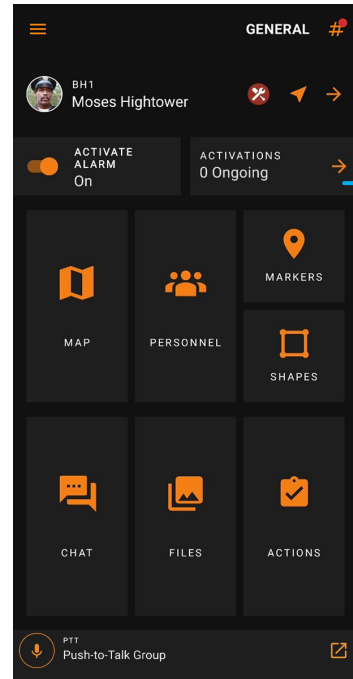 GENERAL #
BH1
Moses Hightower
ACTIVATE
ALARM
On
ACTIVATIONS
0 Ongoing
MAP
PERSONNEL
MARKERS
SHAPES
CHAT
FILES
ACTIONS
PTT
Push-to-Talk Group